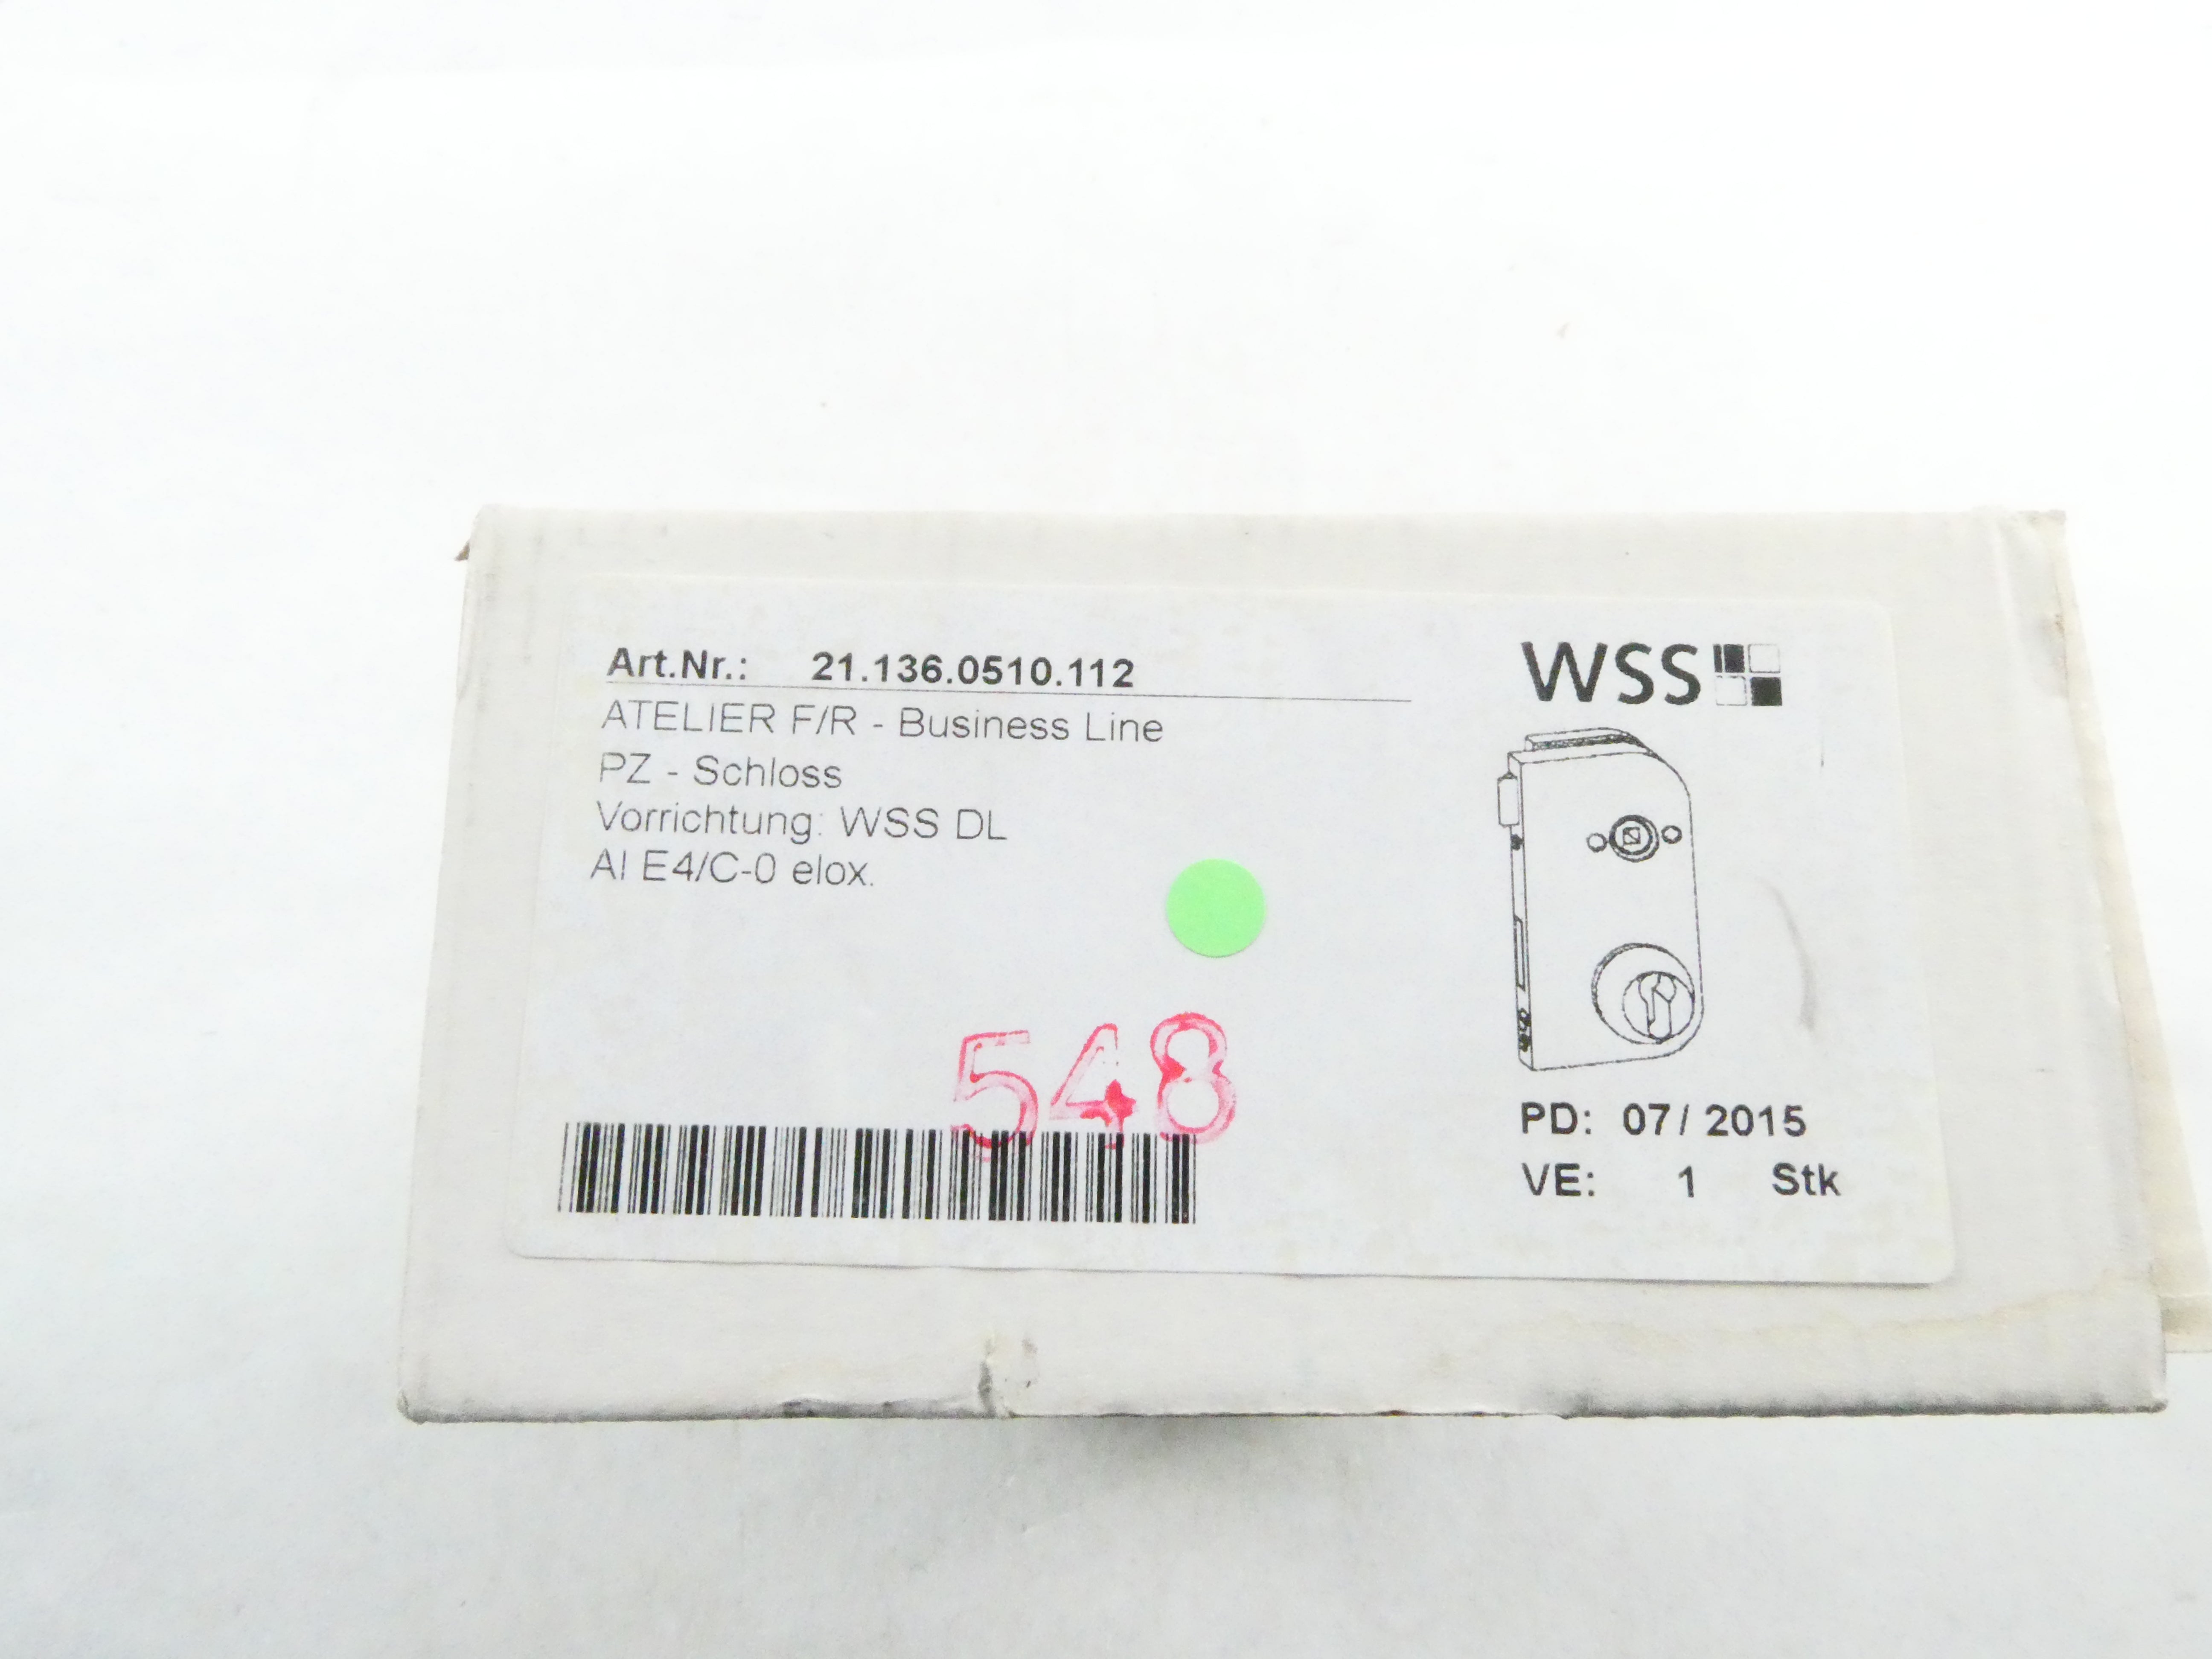 Art.Nr.: 21.136.0510.112
ATELIER F/R - Business Line
PZ - Schloss
Vorrichtung: WSS DL
Al E4/C-0 elox.
548
WSS
PD: 07/ 2015
VE: 1 Stk